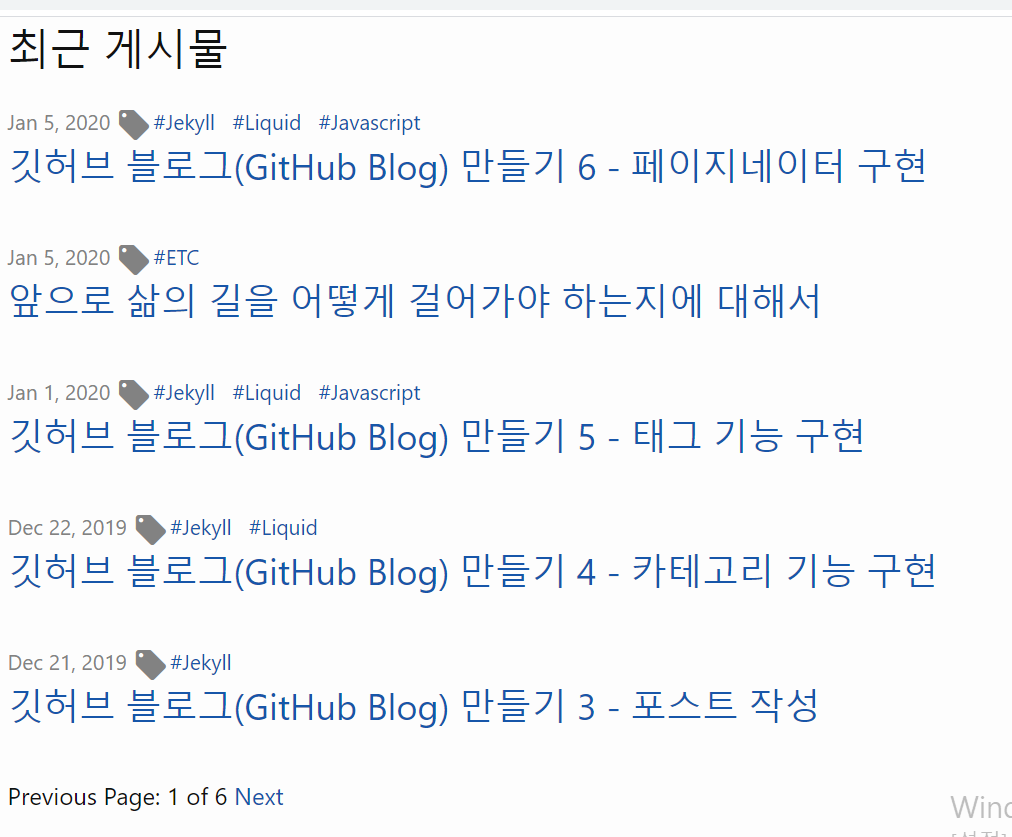 최근 게시물
Jan 5, 2020 #Jekyll #Liquid #Javascript
깃허브 블로그(GitHub Blog) 만들기 6 - 페이지네이터 구현
Jan 5, 2020 #ETC
앞으로 삶의 길을 어떻게 걸어가야 하는지에 대해서
Jan 1, 2020 #Jekyll #Liquid #Javascript
깃허브 블로그(GitHub Blog) 만들기 5 - 태그 기능 구현
Dec 22, 2019 #Jekyll #Liquid
깃허브 블로그(GitHub Blog) 만들기 4 - 카테고리 기능 구현
Dec 21, 2019 #Jekyll
깃허브 블로그(GitHub Blog) 만들기 3 - 포스트 작성
Previous Page: 1 of 6 Next